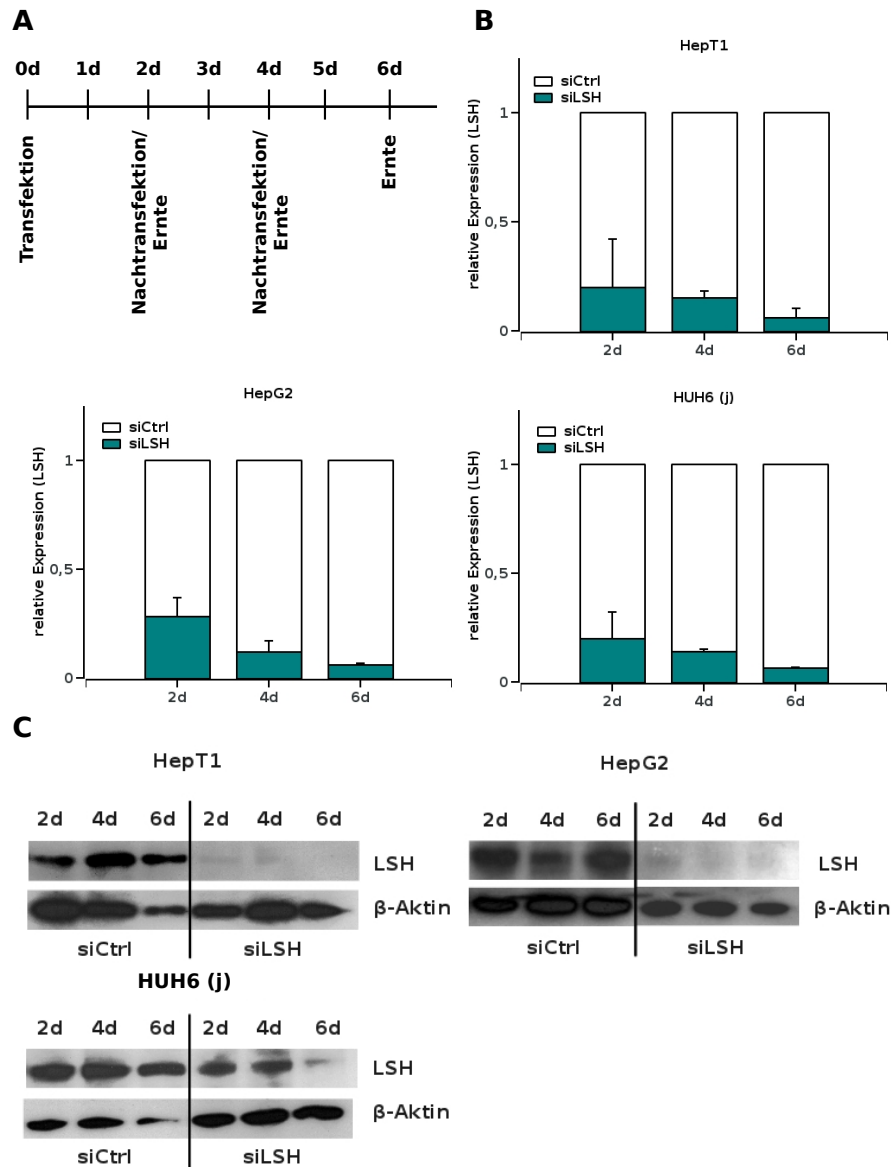 A
0d 1d 2d 3d 4d 5d 6d
Transfektion
Nachtransfektion/
Ernte
Nachtransfektion/
Ernte
Ernte
B
HepT1
siCtrl
siLSH
relative Expression (LSH)
1
0,5
0
2d 4d 6d
HepG2
siCtrl
siLSH
relative Expression (LSH)
1
0,5
0
2d 4d 6d
HUH6 (j)
siCtrl
siLSH
relative Expression (LSH)
1
0,5
0
2d 4d 6d
C
HepT1
2d 4d 6d 2d 4d 6d
LSH
β-Aktin
siCtrl siLSH
HepG2
2d 4d 6d 2d 4d 6d
LSH
β-Aktin
siCtrl siLSH
HUH6 (j)
2d 4d 6d 2d 4d 6d
LSH
β-Aktin
siCtrl siLSH